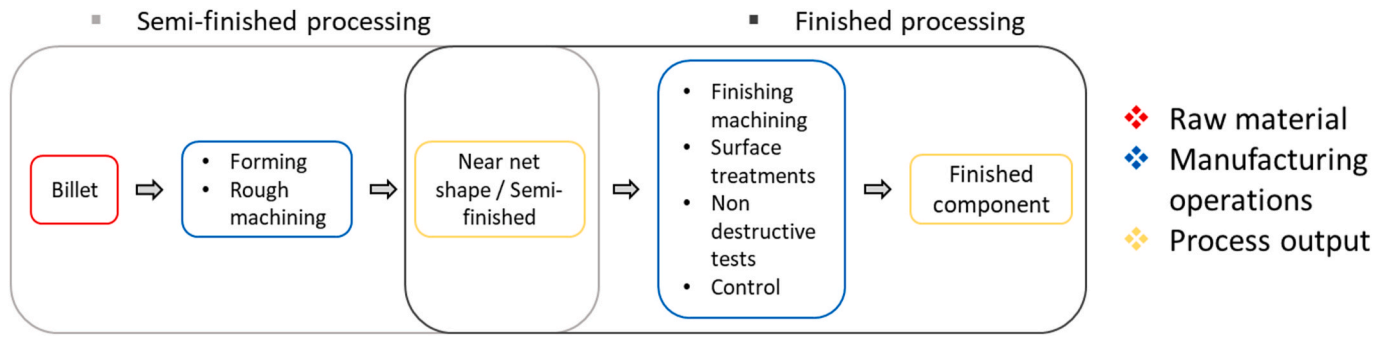 Semi-finished processing
Finished processing
Billet
• Forming
• Rough
machining
Near net
shape / Semi-
finished
• Finishing
machining
• Surface
treatments
• Non
destructive
tests
• Control
Finished
component
Raw material
Manufacturing
operations
Process output